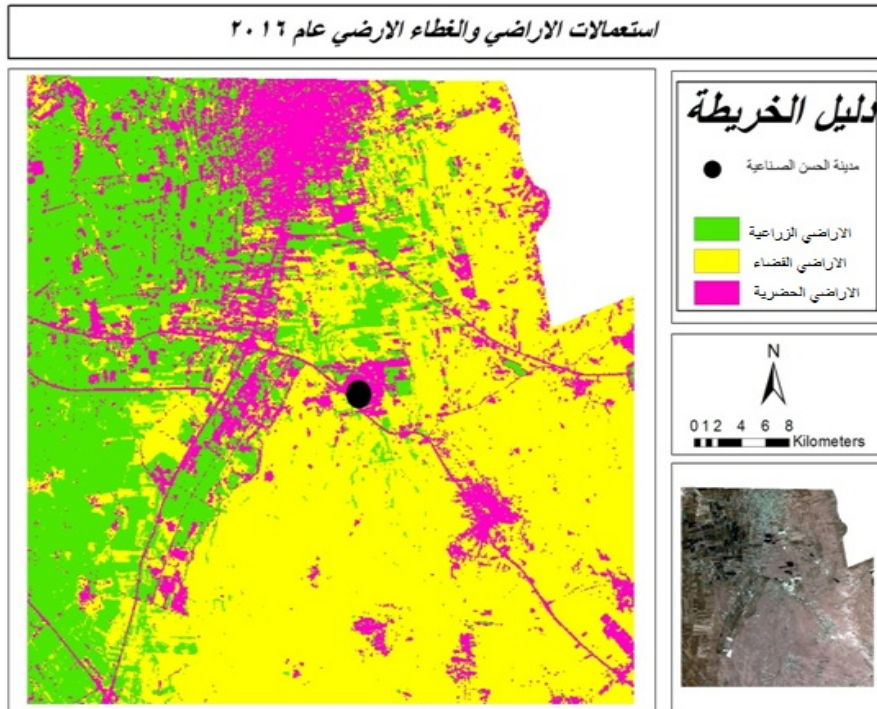 استعمالات الاراضي والغطاء الارضي عام ٢٠١٦
دليل الخريطة
مدينة الحسن الصناعية
الاراضي الزراعية
الاراضي الفضاء
الاراضي الحضرية
N
0 1 2 4 6 8
Kilometers